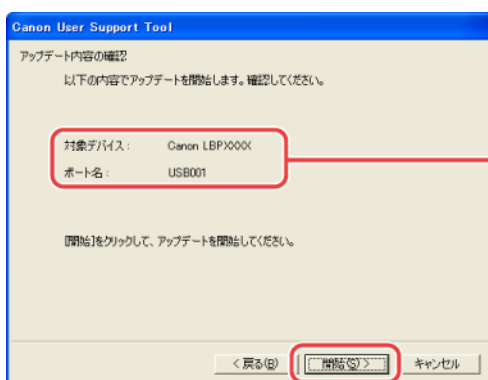 Canon User Support Tool
アップデート内容の確認
以下の内容でアップデートを開始します。確認してください。
対象デバイス: Canon LBPXXXX
ポート名: USB001
[開始]をクリックして、アップデートを開始してください。
< 戻る(B) 開始(S) > キャンセル